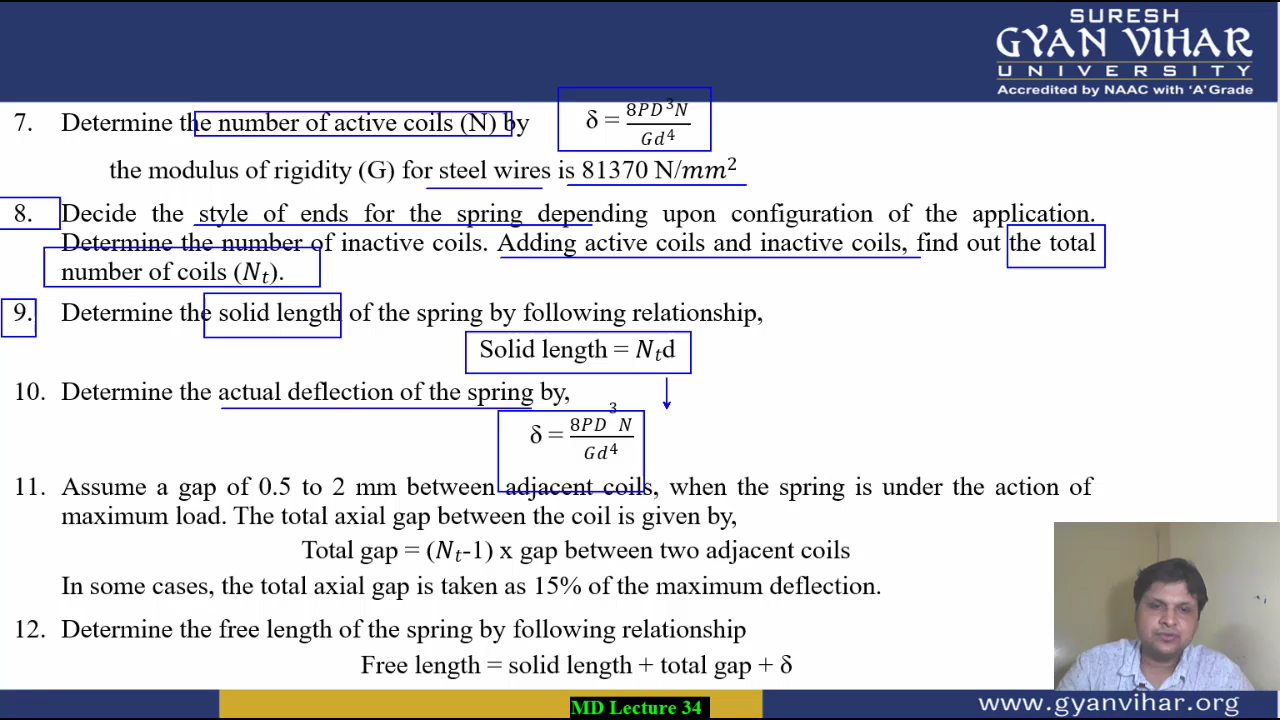 SURESH
GYAN VIHAR
UNIVERSITY
Accredited by NAAC with 'A' Grade
7. Determine the number of active coils (N) by δ = 8PD³N / Gd⁴
the modulus of rigidity (G) for steel wires is 81370 N/mm²
8. Decide the style of ends for the spring depending upon configuration of the application.
Determine the number of inactive coils. Adding active coils and inactive coils, find out the total
number of coils (Nₜ).
9. Determine the solid length of the spring by following relationship,
Solid length = Nₜd
10. Determine the actual deflection of the spring by,
δ = 8PD³N / Gd⁴
11. Assume a gap of 0.5 to 2 mm between adjacent coils, when the spring is under the action of
maximum load. The total axial gap between the coil is given by,
Total gap = (Nₜ-1) x gap between two adjacent coils
In some cases, the total axial gap is taken as 15% of the maximum deflection.
12. Determine the free length of the spring by following relationship
Free length = solid length + total gap + δ
MD Lecture 34
www.gyanvihar.org